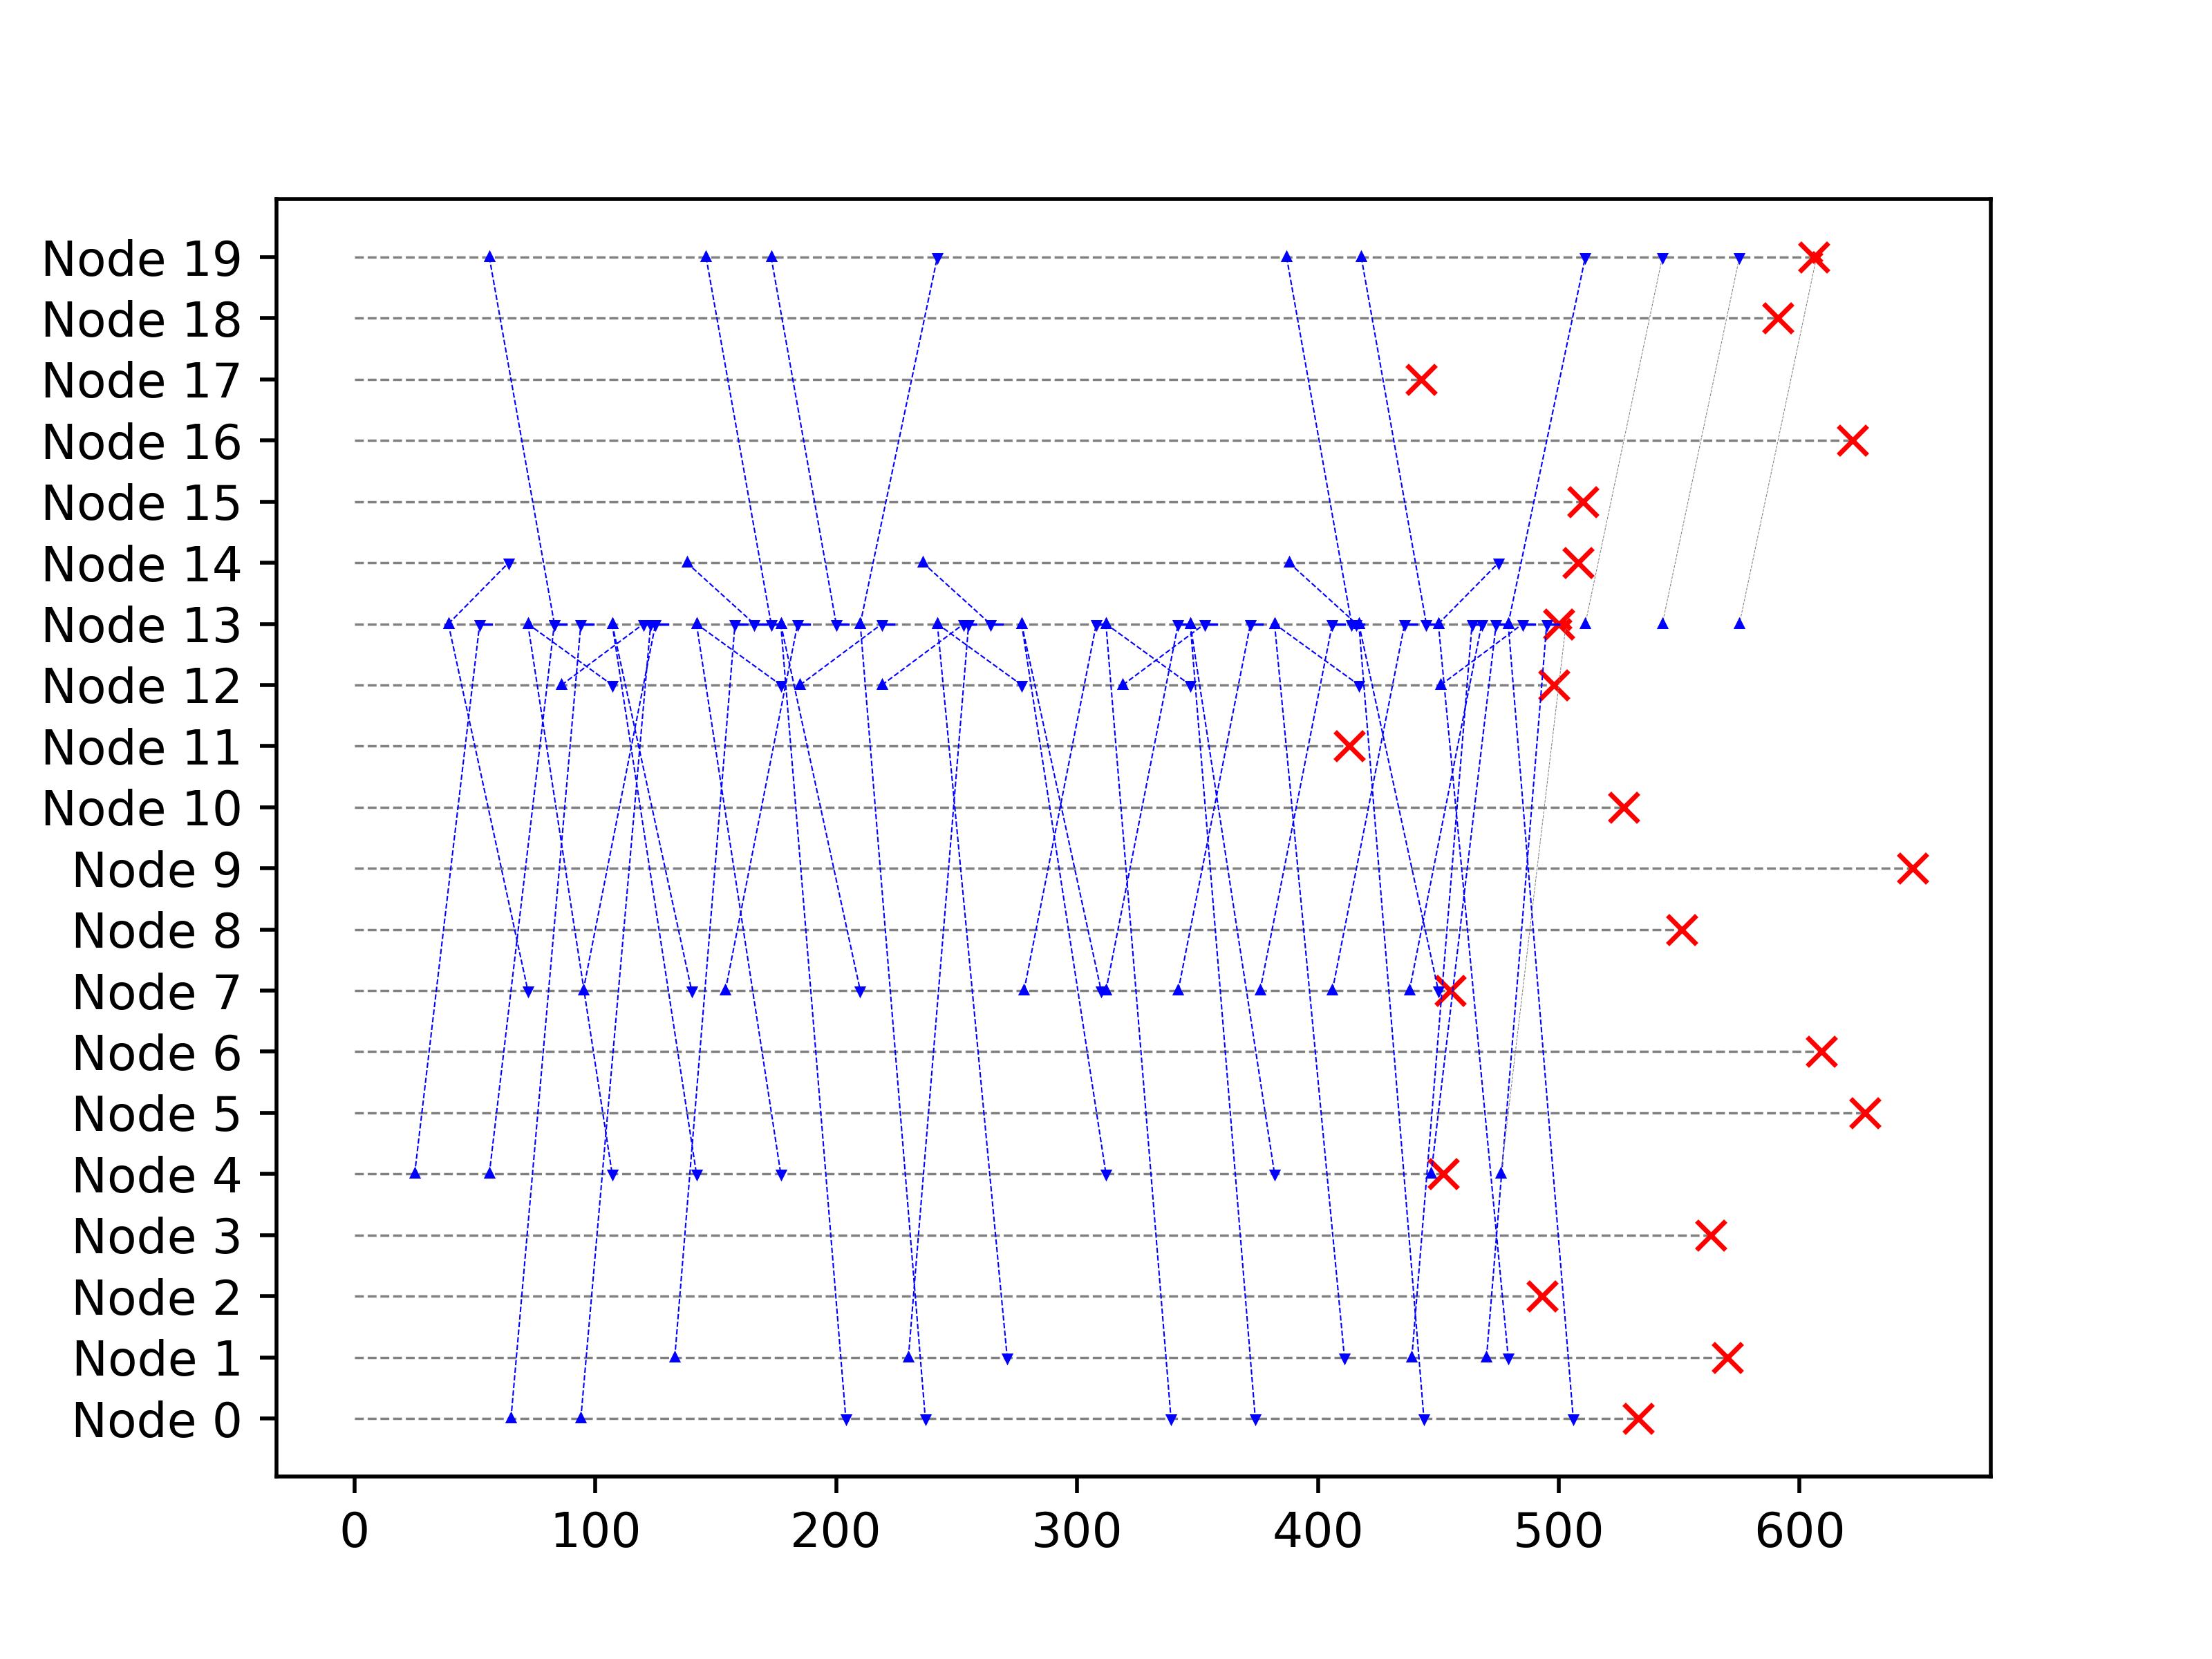 Node 19
Node 18
Node 17
Node 16
Node 15
Node 14
Node 13
Node 12
Node 11
Node 10
Node 9
Node 8
Node 7
Node 6
Node 5
Node 4
Node 3
Node 2
Node 1
Node 0
0 100 200 300 400 500 600